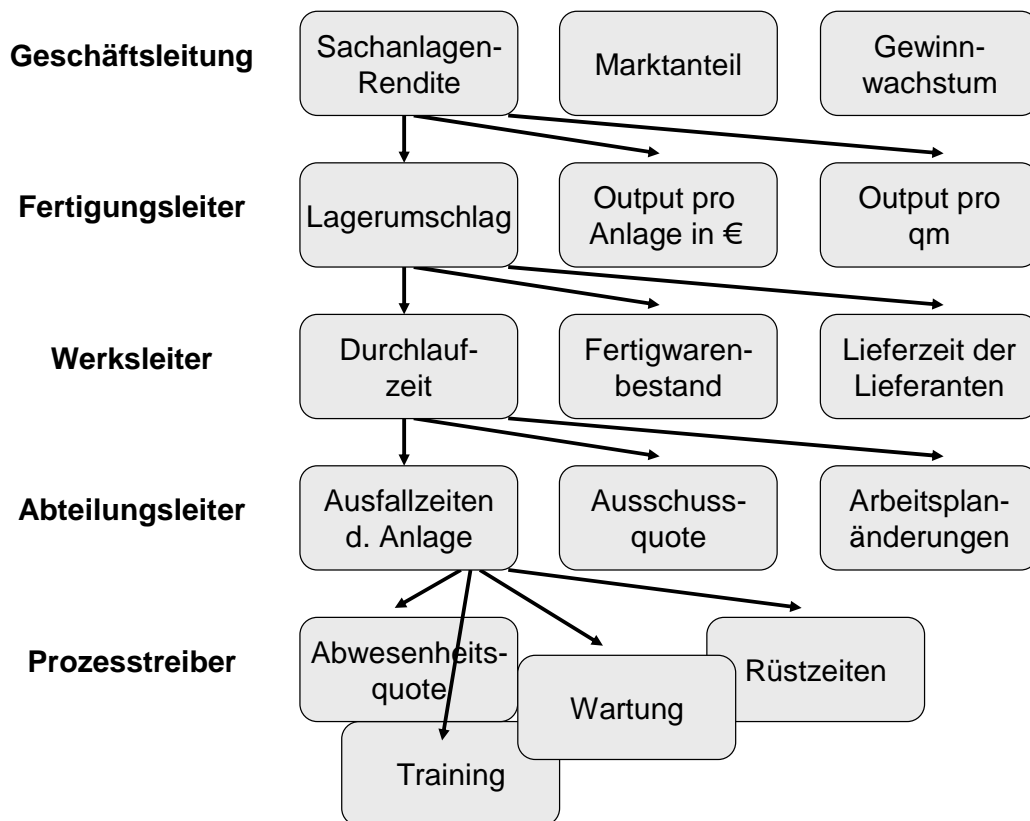 Geschäftsleitung
Sachanlagen-
Rendite
Marktanteil
Gewinn-
wachstum
Fertigungsleiter
Lagerumschlag
Output pro
Anlage in €
Output pro
qm
Werksleiter
Durchlauf-
zeit
Fertigwaren-
bestand
Lieferzeit der
Lieferanten
Abteilungsleiter
Ausfallzeiten
d. Anlage
Ausschuss-
quote
Arbeitsplan-
änderungen
Prozesstreiber
Abwesenheits-
quote
Training
Wartung
Rüstzeiten